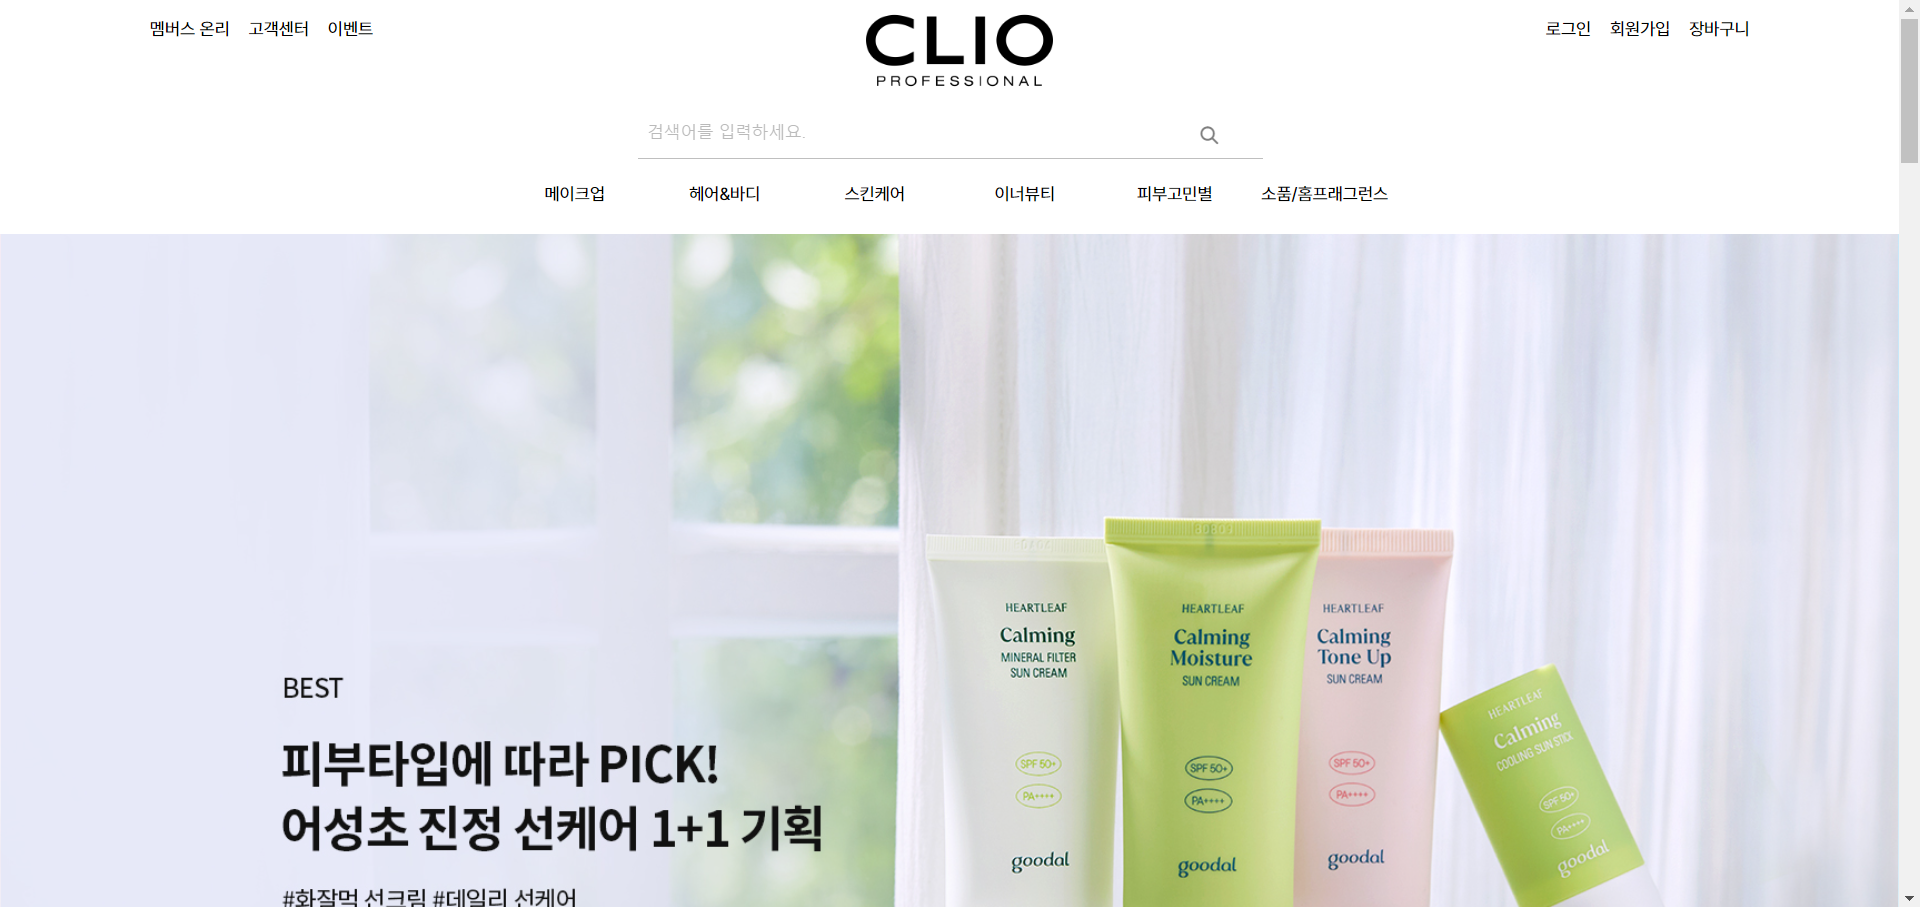 멤버스 온리 고객센터 이벤트
CLIO
PROFESSIONAL
로그인 회원가입 장바구니
검색어를 입력하세요.
메이크업 헤어&바디 스킨케어 이너뷰티 피부고민별 소품/홈프래그런스
BEST
피부타입에 따라 PICK!
어성초 진정 선케어 1+1 기획
#화잘먹 선크림 #데일리 선케어
HEARTLEAF
Calming
MINERAL FILTER
SUN CREAM
SPF 50+
PA++++
goodal
HEARTLEAF
Calming
Moisture
SUN CREAM
SPF 50+
PA++++
goodal
HEARTLEAF
Calming
Tone Up
SUN CREAM
SPF 50+
PA++++
goodal
HEARTLEAF
Calming
COOLING SUN STICK
SPF 50+
PA++++
goodal